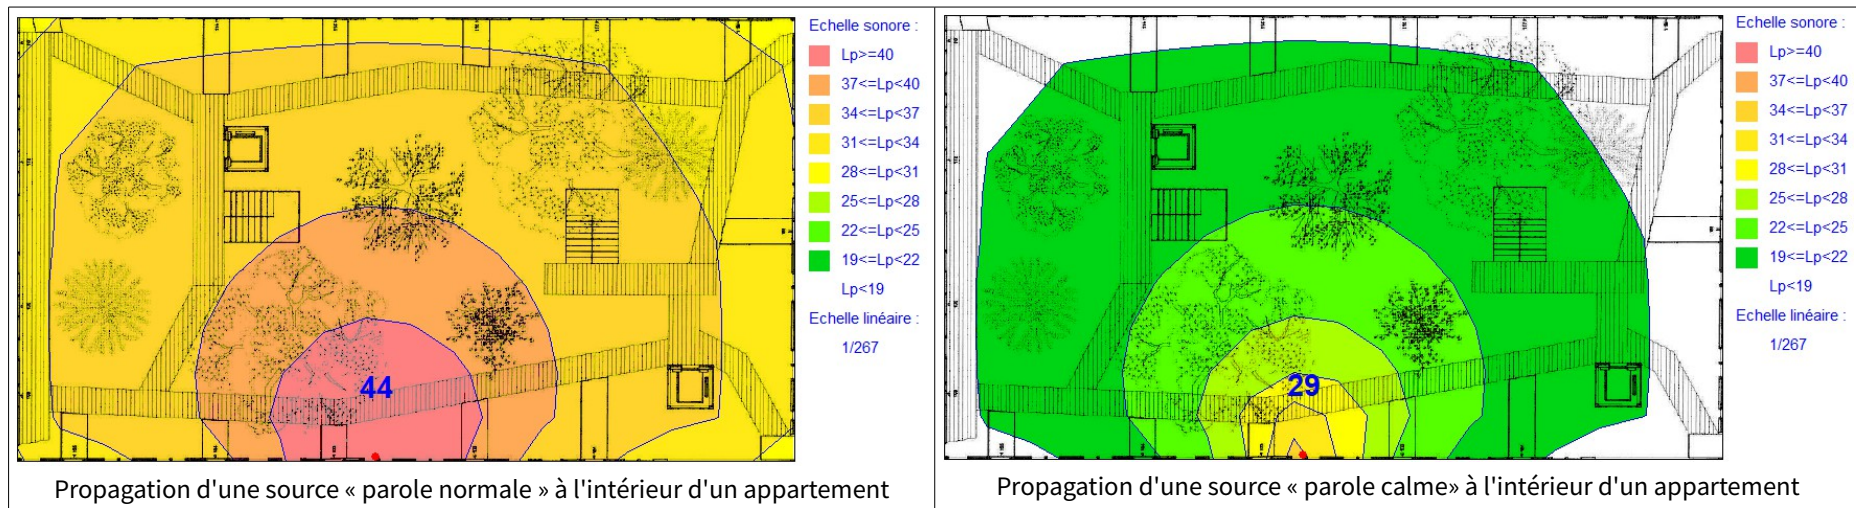 Echelle sonore :
Lp>=40
37<=Lp<40
34<=Lp<37
31<=Lp<34
28<=Lp<31
25<=Lp<28
22<=Lp<25
19<=Lp<22
Lp<19
Echelle linéaire :
1/267
44
Propagation d'une source « parole normale » à l'intérieur d'un appartement
Echelle sonore :
Lp>=40
37<=Lp<40
34<=Lp<37
31<=Lp<34
28<=Lp<31
25<=Lp<28
22<=Lp<25
19<=Lp<22
Lp<19
Echelle linéaire :
1/267
29
Propagation d'une source « parole calme» à l'intérieur d'un appartement